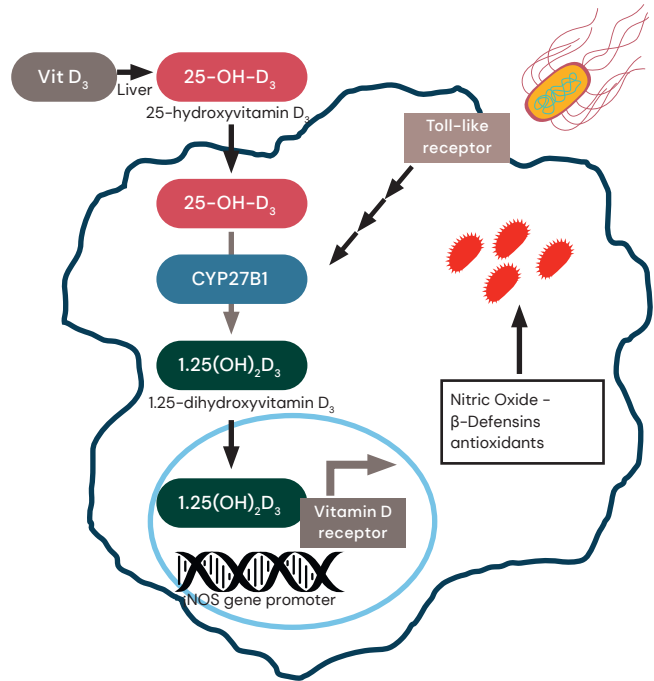 Vit D₃
Liver
25-OH-D₃
25-hydroxyvitamin D₃
Toll-like
receptor
25-OH-D₃
CYP27B1
1.25(OH)₂D₃
1.25-dihydroxyvitamin D₃
Nitric Oxide –
β-Defensins
antioxidants
1.25(OH)₂D₃
Vitamin D
receptor
iNOS gene promoter